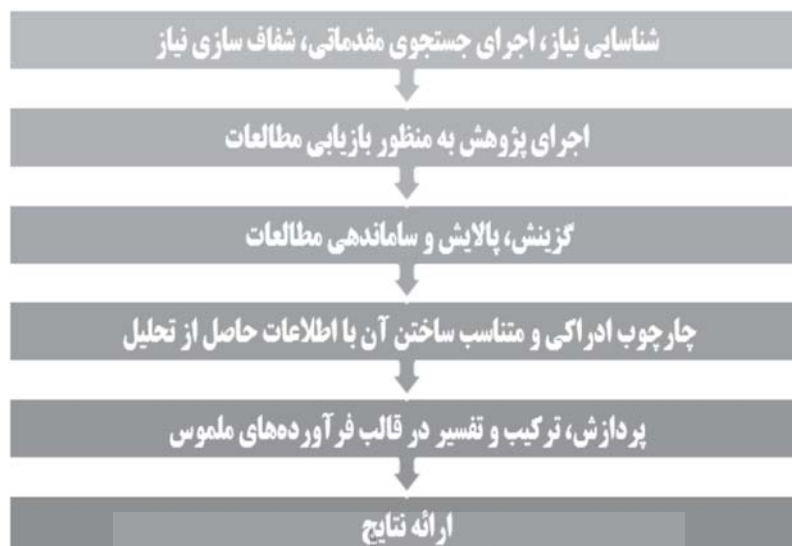 شناسایی نیاز، اجرای جستجوی مقدماتی، شفاف سازی نیاز
اجرای پژوهش به منظور بازیابی مطالعات
گزینش، پالایش و ساماندهی مطالعات
چارچوب ادراکی و متناسب ساختن آن با اطلاعات حاصل از تحلیل
پردازش، ترکیب و تفسیر در قالب فرآورده‌های ملموس
ارائه نتایج